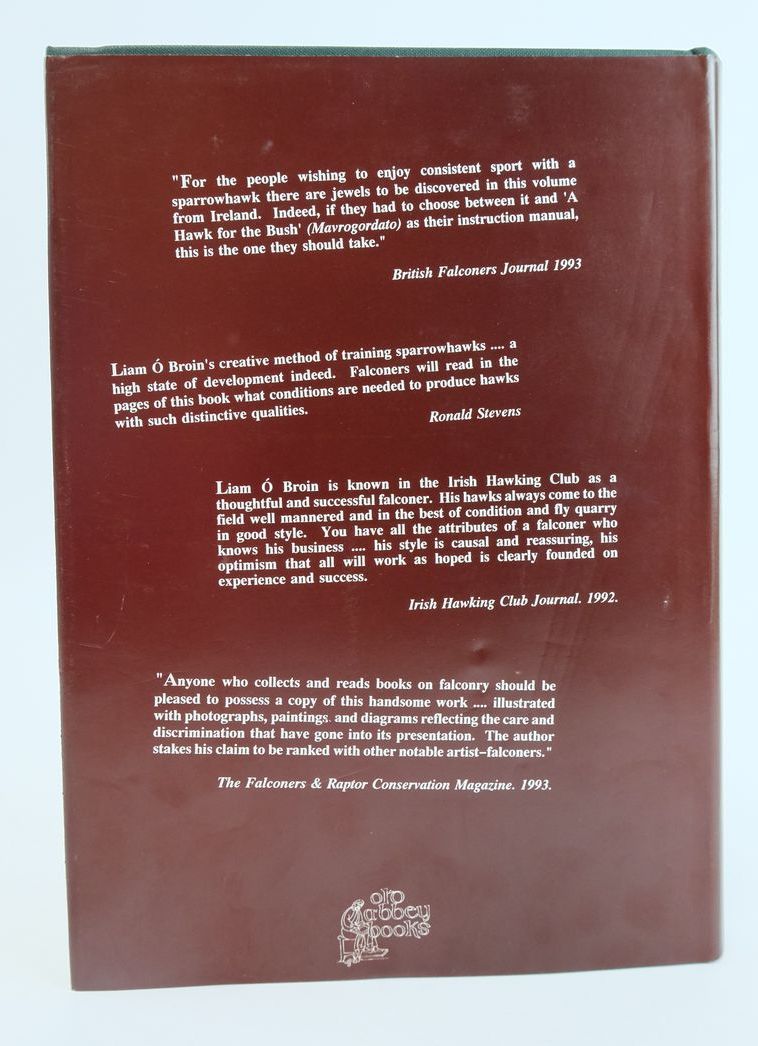 "For the people wishing to enjoy consistent sport with a
sparrowhawk there are jewels to be discovered in this volume
from Ireland. Indeed, if they had to choose between it and 'A
Hawk for the Bush' (Mavrogordato) as their instruction manual,
this is the one they should take."
British Falconers Journal 1993
Liam Ó Broin's creative method of training sparrowhawks .... a
high state of development indeed. Falconers will read in the
pages of this book what conditions are needed to produce hawks
with such distinctive qualities.
Ronald Stevens
Liam Ó Broin is known in the Irish Hawking Club as a
thoughtful and successful falconer. His hawks always come to the
field well mannered and in the best of condition and fly quarry
in good style. You have all the attributes of a falconer who
knows his business .... his style is causal and reassuring, his
optimism that all will work as hoped is clearly founded on
experience and success.
Irish Hawking Club Journal. 1992.
"Anyone who collects and reads books on falconry should be
pleased to possess a copy of this handsome work .... illustrated
with photographs, paintings. and diagrams reflecting the care and
discrimination that have gone into its presentation. The author
stakes his claim to be ranked with other notable artist-falconers."
The Falconers & Raptor Conservation Magazine. 1993.
old
abbey
books